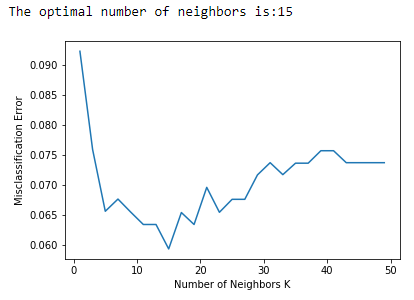 The optimal number of neighbors is:15
0.090
0.085
0.080
0.075
0.070
0.065
0.060
Misclassification Error
0 10 20 30 40 50
Number of Neighbors K